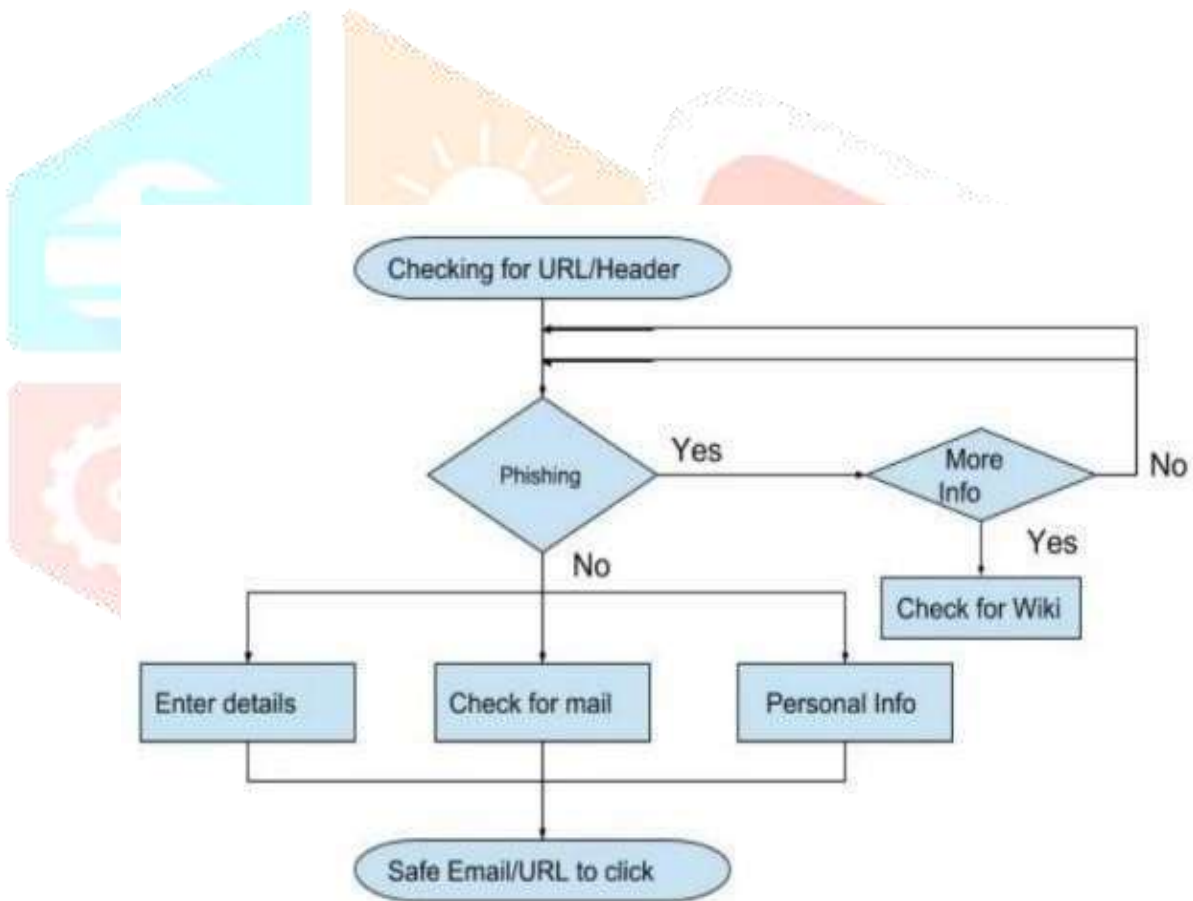 Checking for URL/Header
Phishing
Yes
More
Info
No
Yes
No
Check for Wiki
Enter details
Check for mail
Personal Info
Safe Email/URL to click